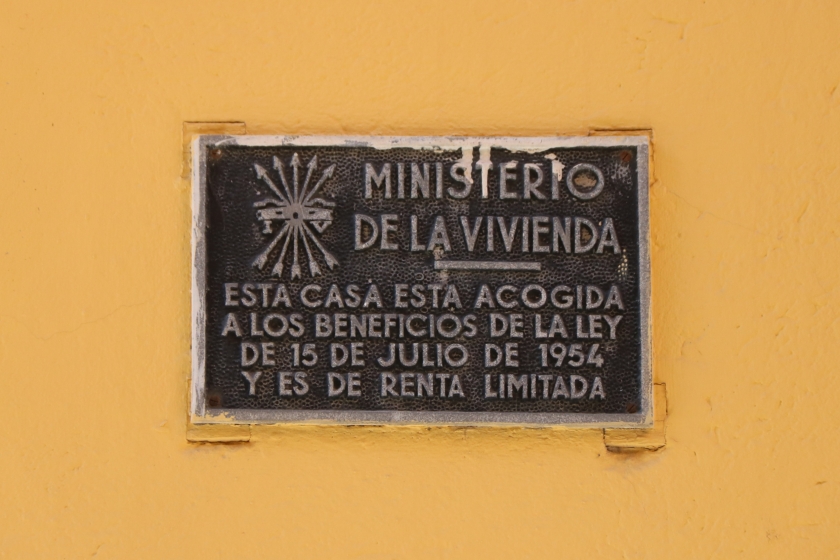 MINISTERIO
DE LA VIVIENDA
I V
ESTA CASA ESTA ACOGIDA
A LOS BENEFICIOS DE LA LEY
DE 15 DE JULIO DE 1954
Y ES DE RENTA LIMITADA